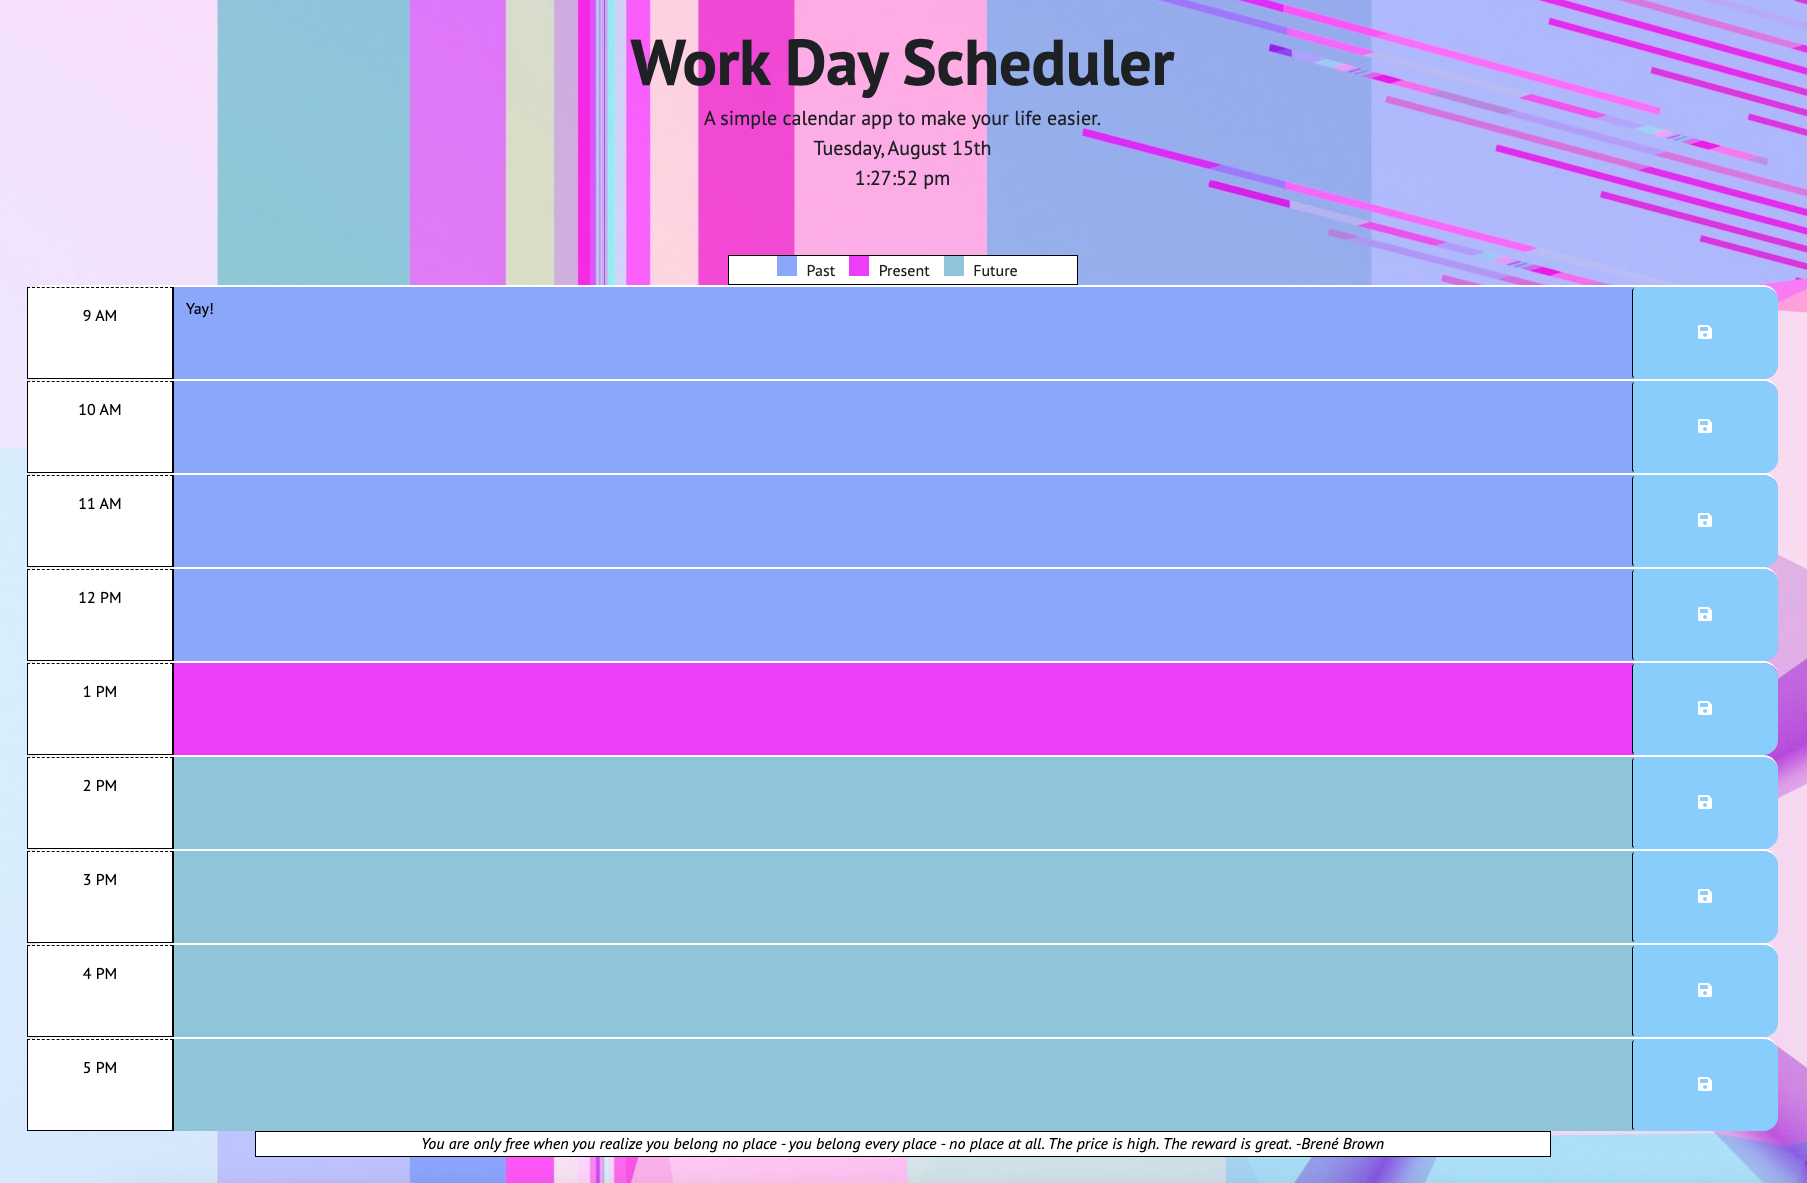 Work Day Scheduler
A simple calendar app to make your life easier.
Tuesday, August 15th
1:27:52 pm
Past Present Future
9 AM Yay!
10 AM
11 AM
12 PM
1 PM
2 PM
3 PM
4 PM
5 PM
You are only free when you realize you belong no place - you belong every place - no place at all. The price is high. The reward is great. -Brené Brown